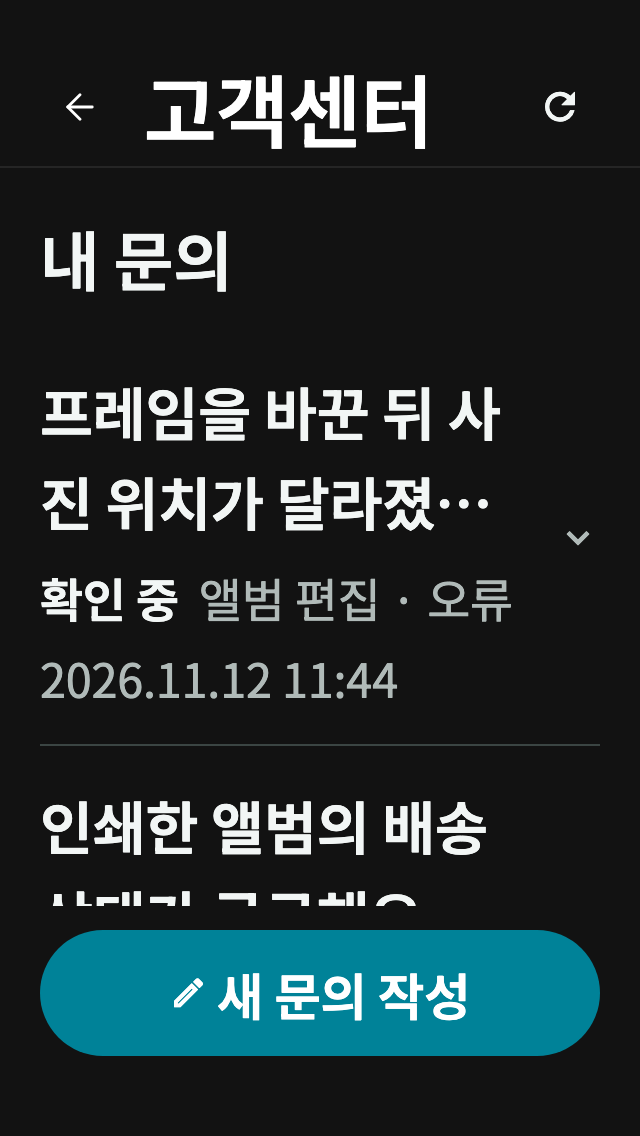 고객센터
내 문의
프레임을 바꾼 뒤 사
진 위치가 달라졌…
확인 중 앨범 편집 · 오류
2026.11.12 11:44
인쇄한 앨범의 배송
새 문의 작성